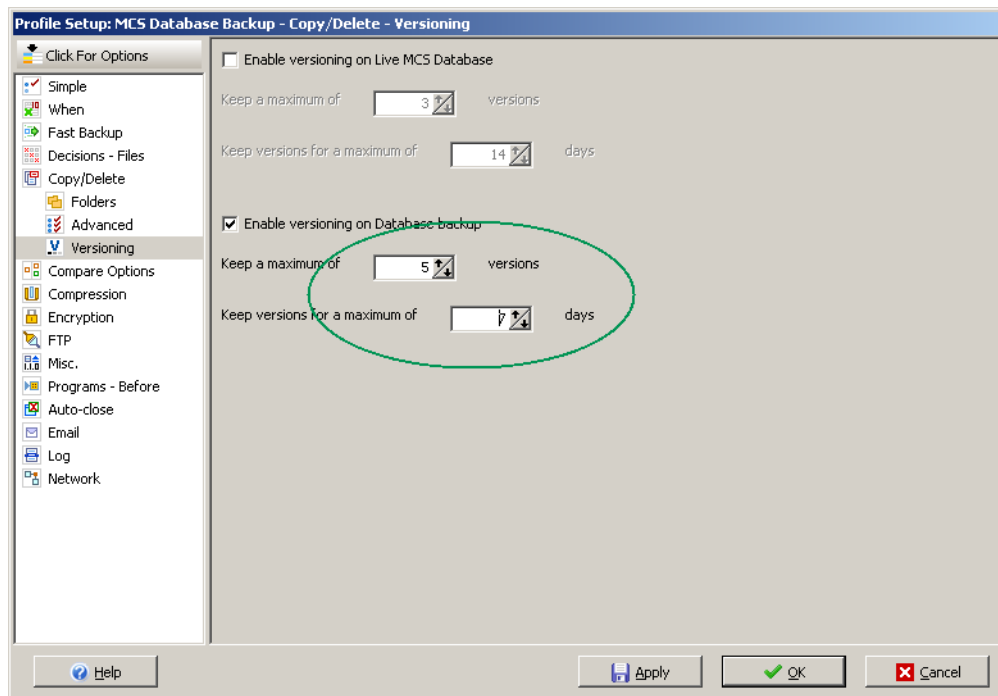 Profile Setup: MCS Database Backup - Copy/Delete - Versioning
Click For Options
Simple
When
Fast Backup
Decisions - Files
Copy/Delete
Folders
Advanced
Versioning
Compare Options
Compression
Encryption
FTP
Misc.
Programs - Before
Auto-close
Email
Log
Network
Enable versioning on Live MCS Database
Keep a maximum of 3 versions
Keep versions for a maximum of 14 days
Enable versioning on Database backup
Keep a maximum of 5 versions
Keep versions for a maximum of 7 days
Help Apply OK Cancel